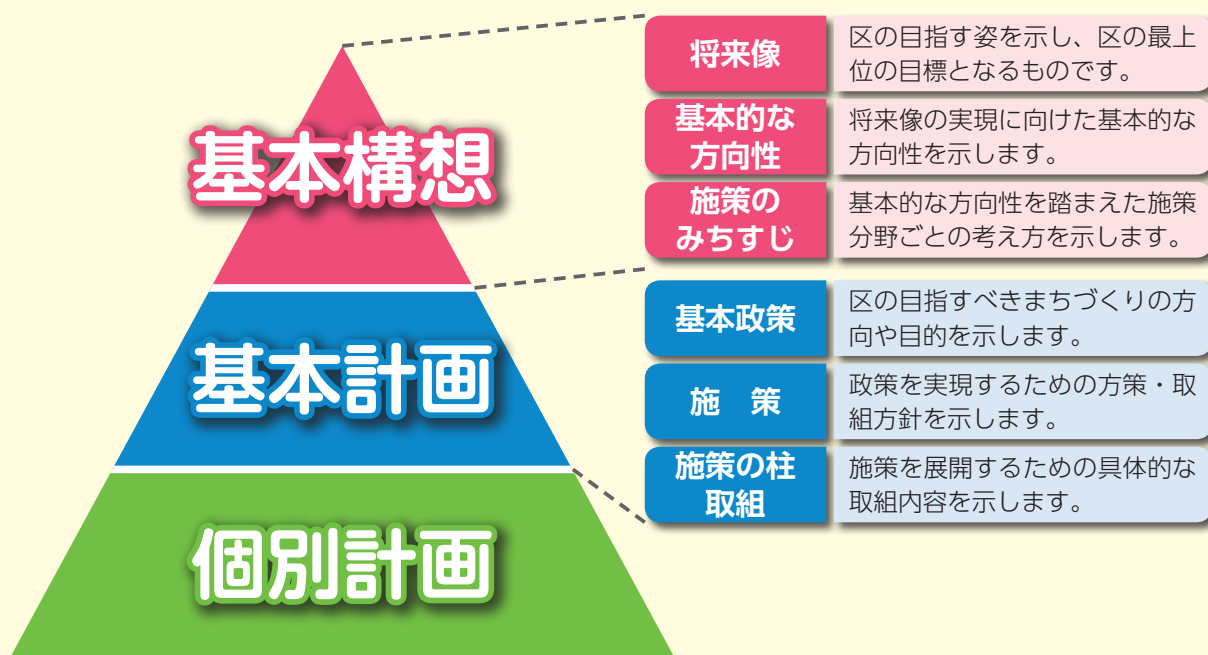 基本構想
将来像
区の目指す姿を示し、区の最上
位の目標となるものです。
基本的な
方向性
将来像の実現に向けた基本的な
方向性を示します。
施策の
みちすじ
基本的な方向性を踏まえた施策
分野ごとの考え方を示します。
基本計画
基本政策
区の目指すべきまちづくりの方
向や目的を示します。
施 策
政策を実現するための方策・取
組方針を示します。
施策の柱
取組
施策を展開するための具体的な
取組内容を示します。
個別計画